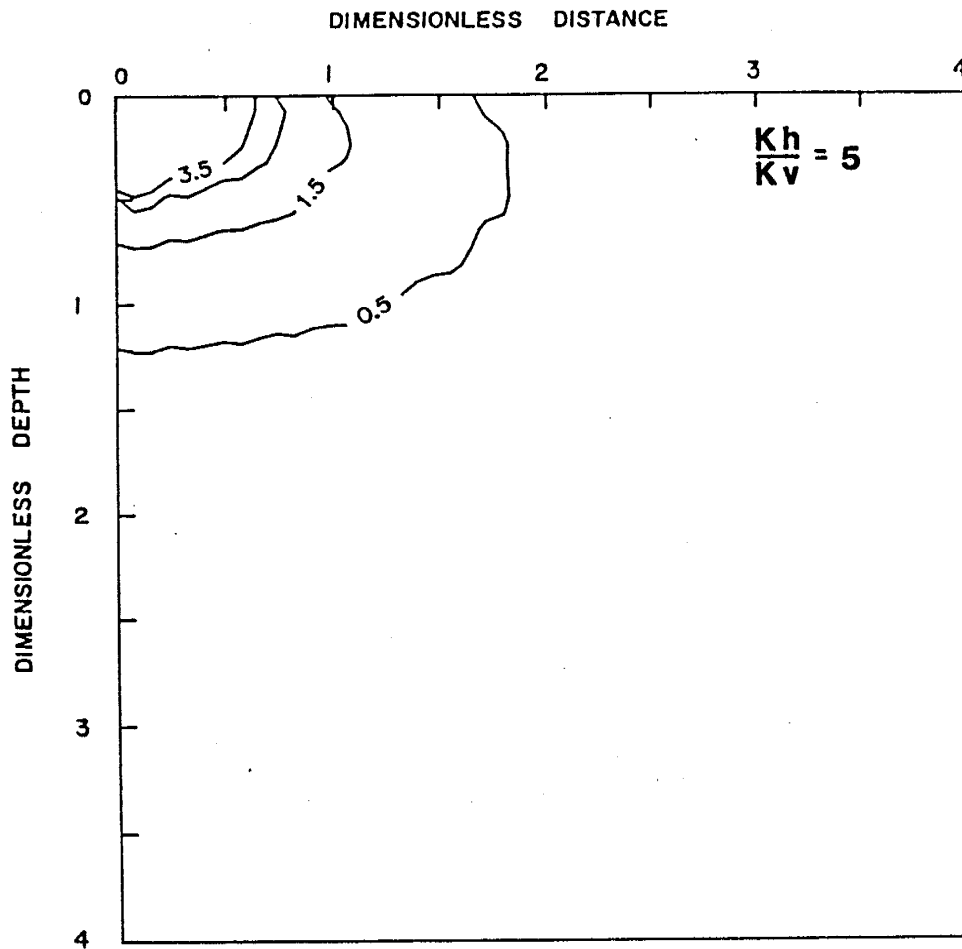 DIMENSIONLESS DISTANCE
0 1 2 3 4
0
1
2
3
4
DIMENSIONLESS DEPTH
Kh
Kv = 5
3.5
1.5
0.5